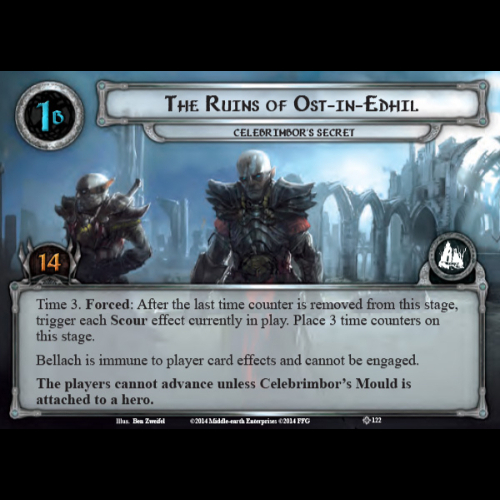 1B
THE RUINS OF OST-IN-EDHIL
CELEBRIMBOR'S SECRET
14
Time 3. Forced: After the last time counter is removed from this stage,
trigger each Scour effect currently in play. Place 3 time counters on
this stage.
Bellach is immune to player card effects and cannot be engaged.
The players cannot advance unless Celebrimbor's Mould is
attached to a hero.
Illus. Ben Zweifel ©2014 Middle-earth Enterprises ©2014 FFG 122